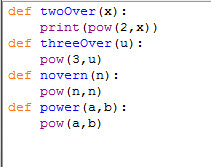 def twoOver(x):
    print(pow(2,x))
def threeOver(u):
    pow(3,u)
def novern(n):
    pow(n,n)
def power(a,b):
    pow(a,b)